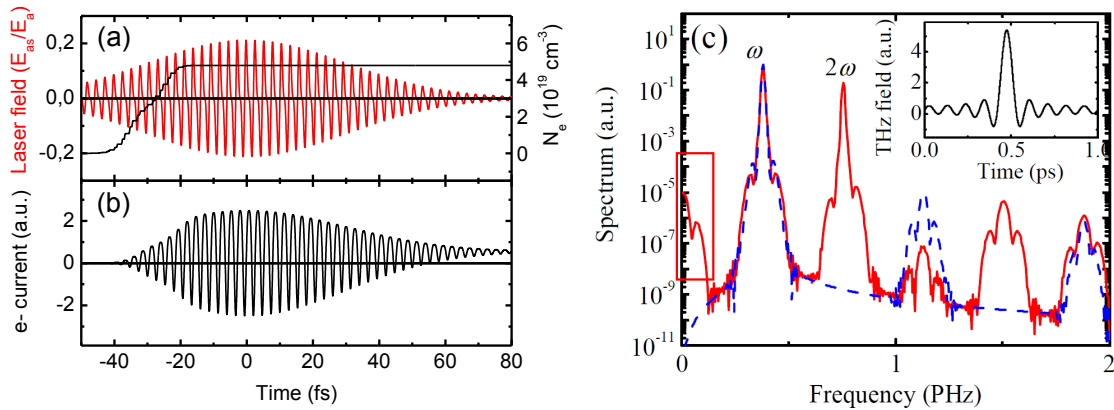 (a)
Laser field (E_as/E_a)
0,2
0,0
-0,2
6
5
4
3
2
1
0
N_e (10^19 cm^-3)
(b)
e- current (a.u.)
2
0
-2
-40 -20 0 20 40 60 80
Time (fs)
(c)
Spectrum (a.u.)
10^1
10^-1
10^-3
10^-5
10^-7
10^-9
10^-11
ω
2ω
THz field (a.u.)
4
2
0
0.0 0.5 1.0
Time (ps)
0 1 2
Frequency (PHz)